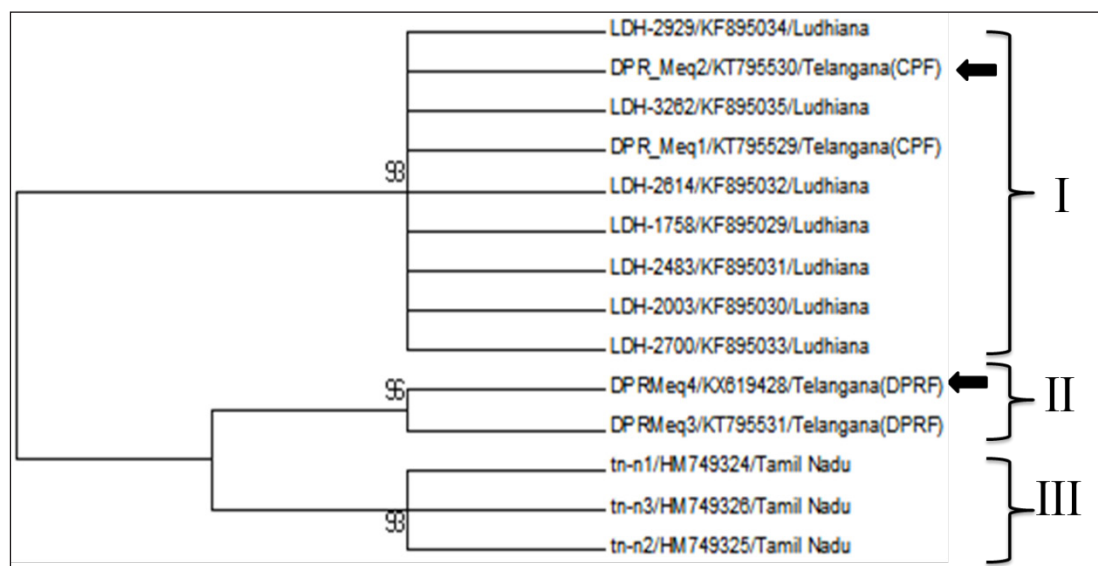 LDH-2929/KF895034/Ludhiana
DPR_Meq2/KT795530/Telangana(CPF)
LDH-3262/KF895035/Ludhiana
DPR_Meq1/KT795529/Telangana(CPF)
93
LDH-2614/KF895032/Ludhiana
I
LDH-1758/KF895029/Ludhiana
LDH-2483/KF895031/Ludhiana
LDH-2003/KF895030/Ludhiana
LDH-2700/KF895033/Ludhiana
96
DPRMeq4/KX619428/Telangana(DPRF)
II
DPRMeq3/KT795531/Telangana(DPRF)
tn-n1/HM749324/Tamil Nadu
tn-n3/HM749326/Tamil Nadu
III
93
tn-n2/HM749325/Tamil Nadu